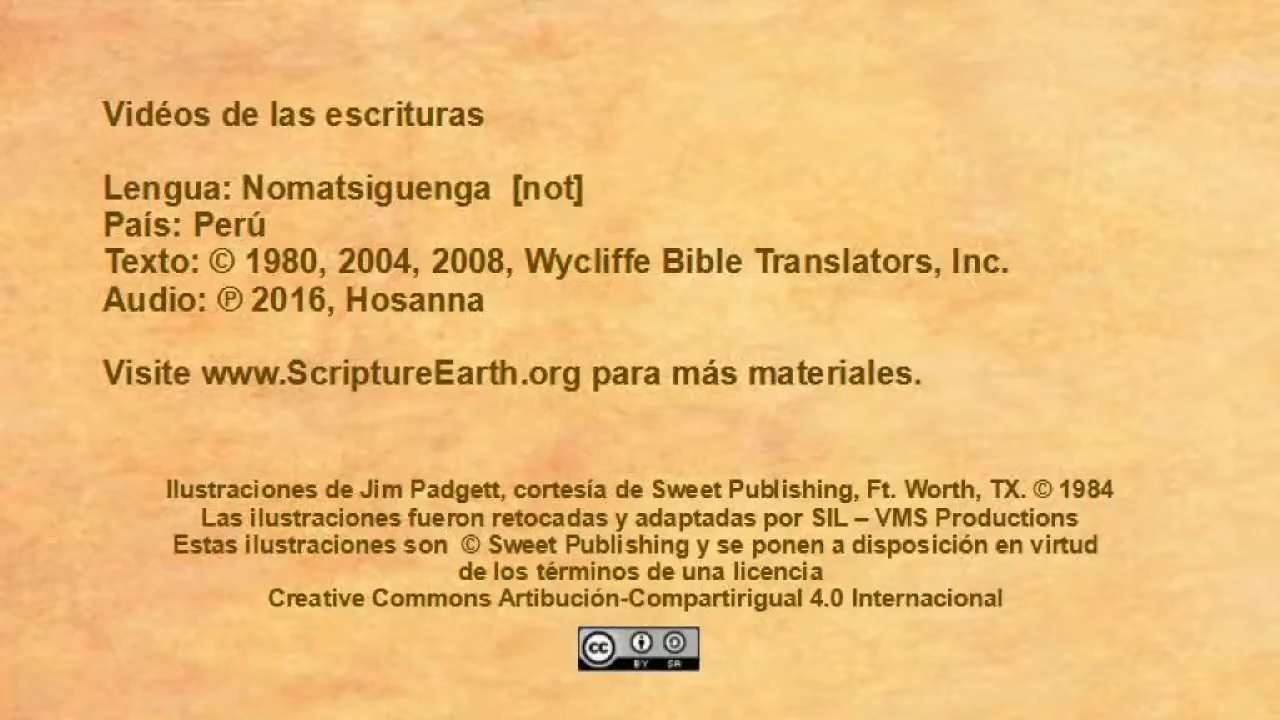 Vidéos de las escrituras
Lengua: Nomatsiguenga [not]
País: Perú
Texto: © 1980, 2004, 2008, Wycliffe Bible Translators, Inc.
Audio: ℗ 2016, Hosanna
Visite www.ScriptureEarth.org para más materiales.
Ilustraciones de Jim Padgett, cortesía de Sweet Publishing, Ft. Worth, TX. © 1984
Las ilustraciones fueron retocadas y adaptadas por SIL – VMS Productions
Estas ilustraciones son © Sweet Publishing y se ponen a disposición en virtud
de los términos de una licencia
Creative Commons Artibución-Compartirigual 4.0 Internacional
cc BY SA